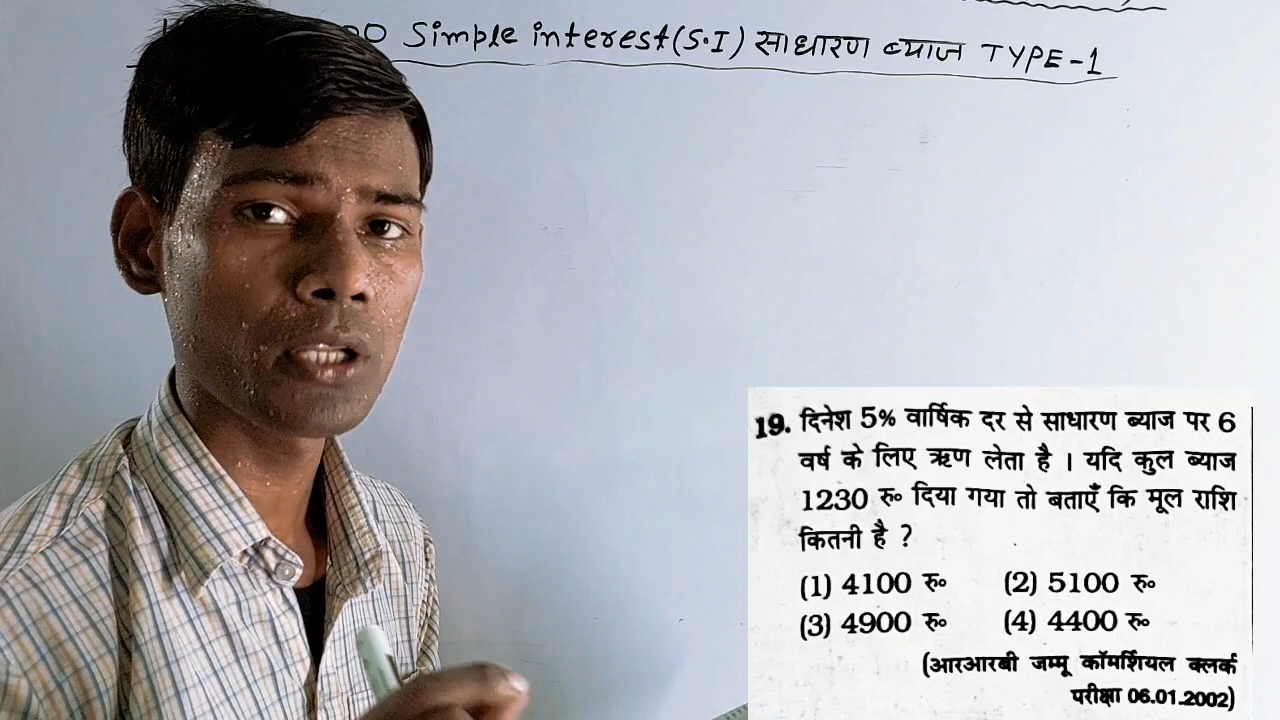 00 Simple interest(S.I) साधारण ब्याज TYPE-1
19. दिनेश 5% वार्षिक दर से साधारण ब्याज पर 6
वर्ष के लिए ऋण लेता है । यदि कुल ब्याज
1230 रु॰ दिया गया तो बताएँ कि मूल राशि
कितनी है ?
(1) 4100 रु॰ (2) 5100 रु॰
(3) 4900 रु॰ (4) 4400 रु॰
(आरआरबी जम्मू कॉमर्शियल क्लर्क
परीक्षा 06.01.2002)